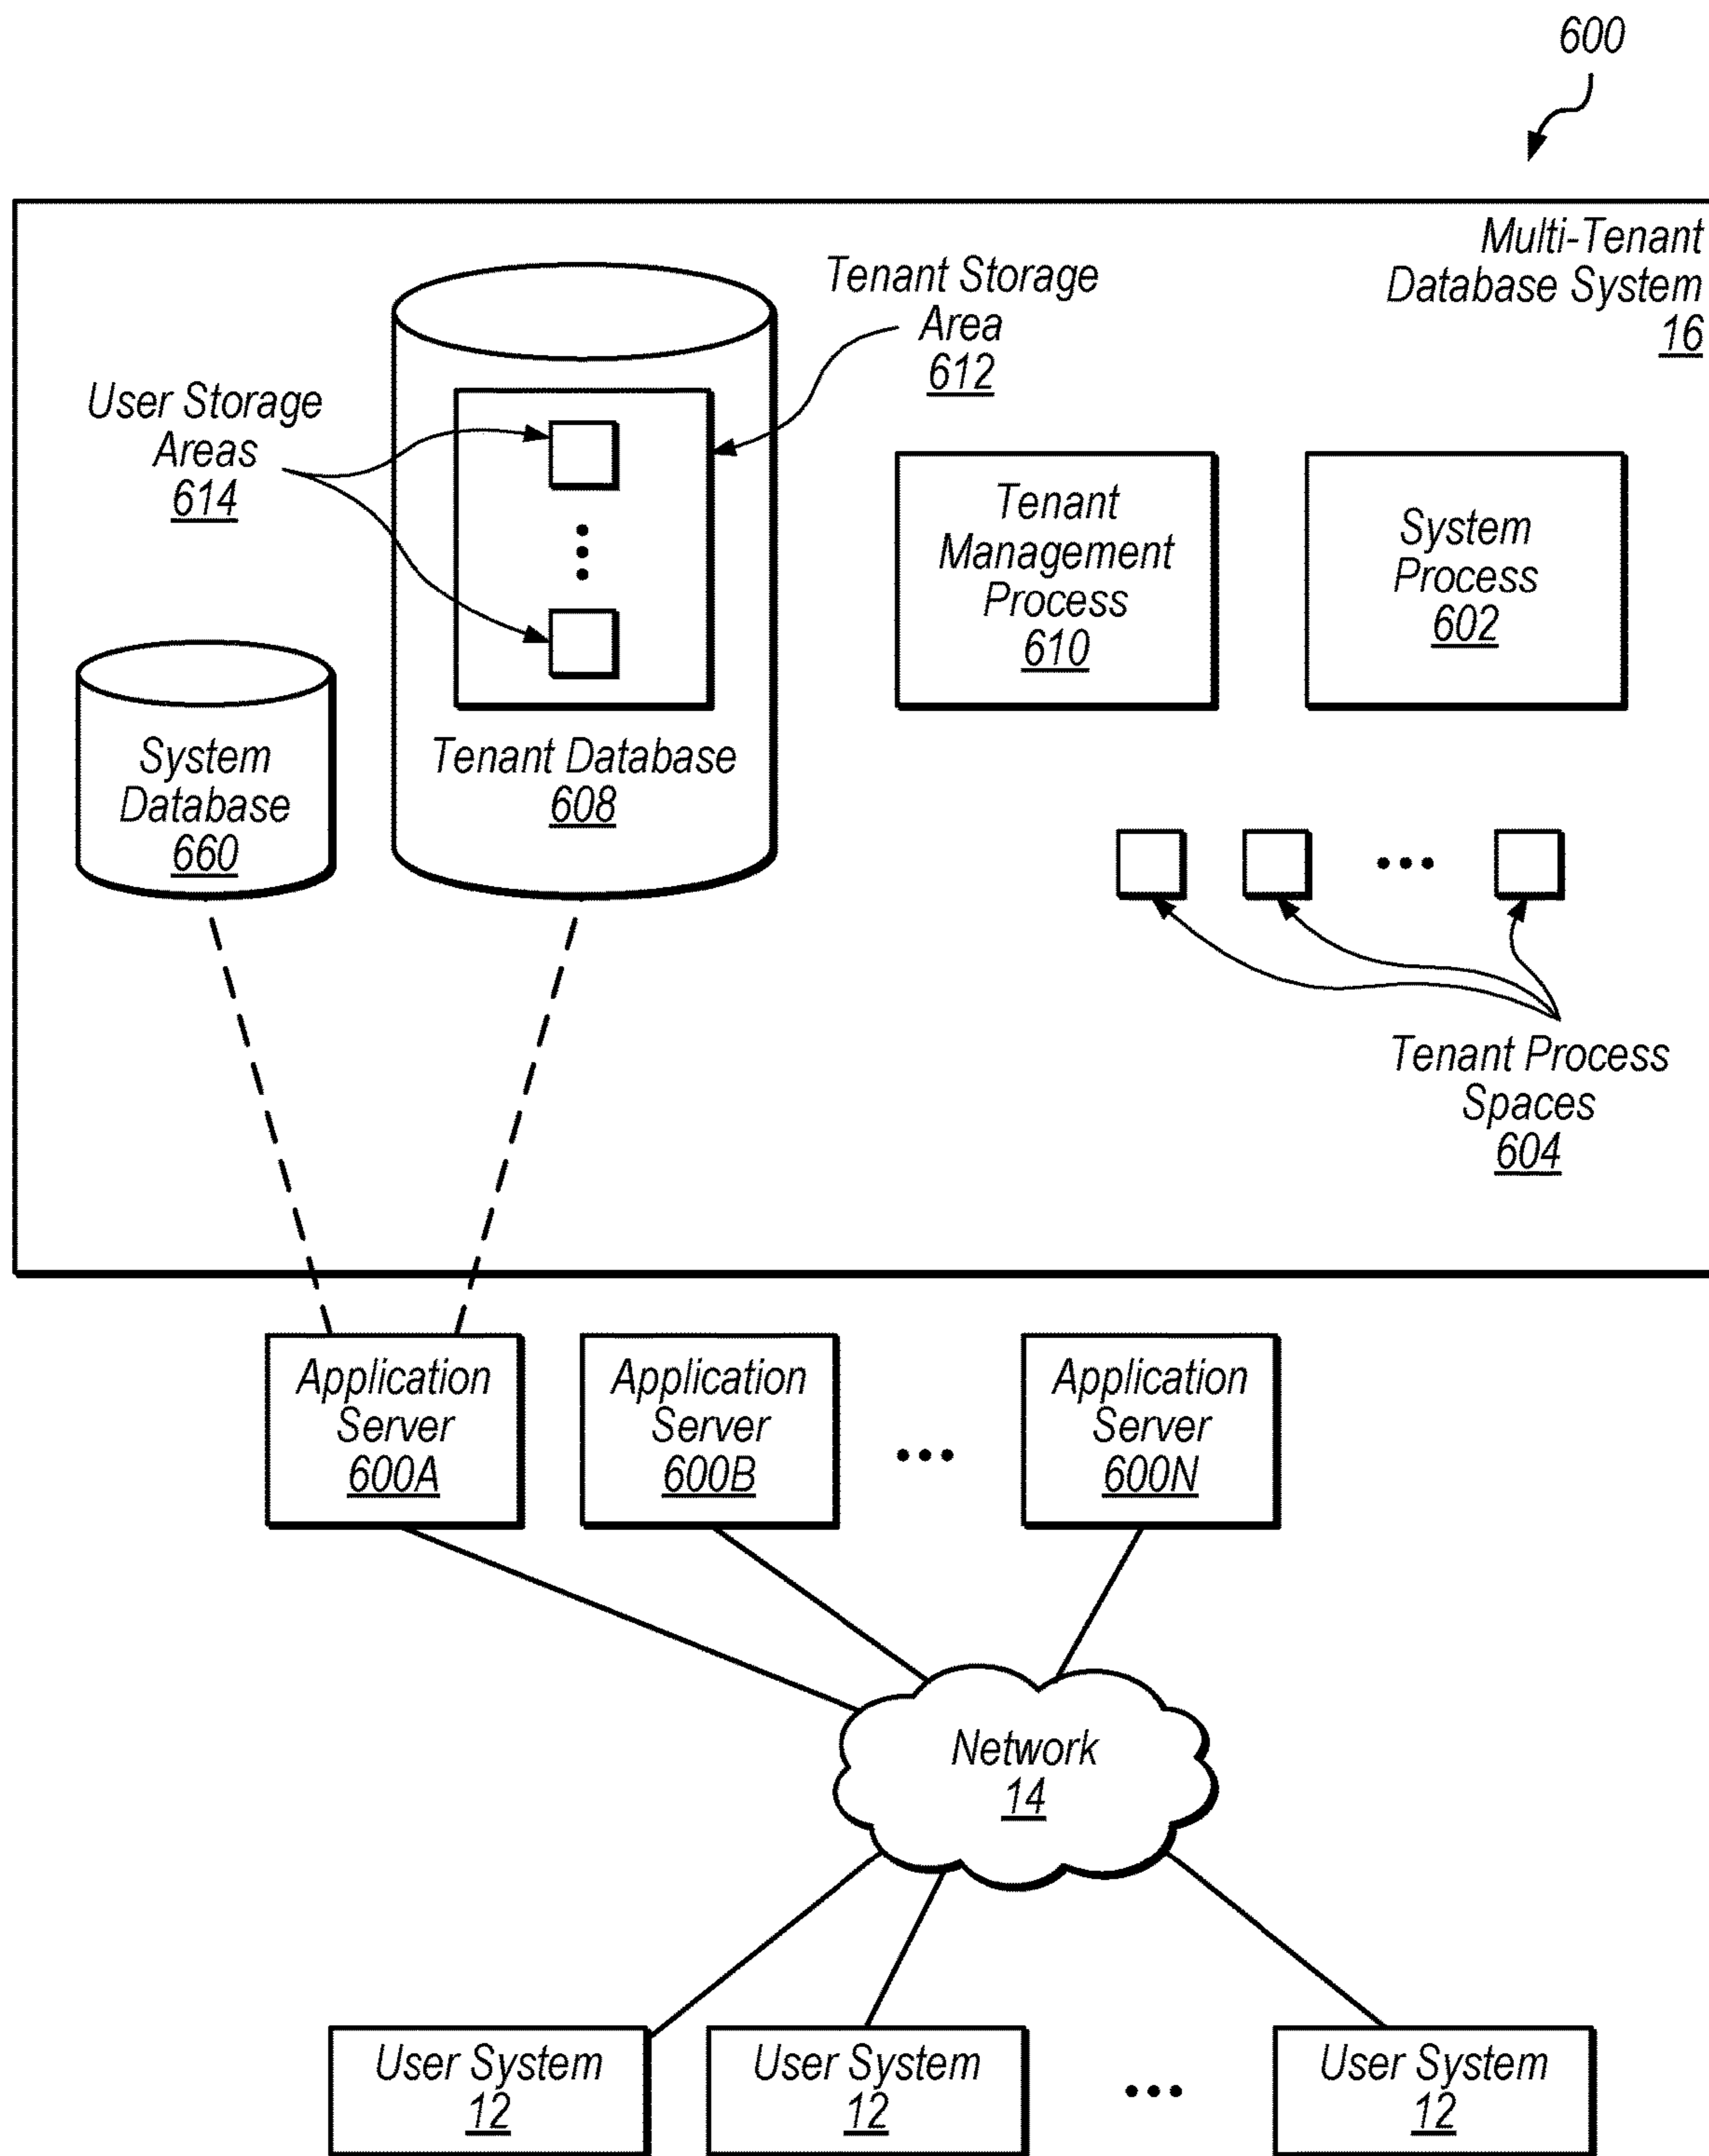 600
Multi-Tenant
Database System
16
Tenant Storage
Area
612
User Storage
Areas
614
Tenant
Management
Process
610
System
Process
602
System
Database
660
Tenant Database
608
Tenant Process
Spaces
604
Application
Server
600A
Application
Server
600B
Application
Server
600N
Network
14
User System
12
User System
12
User System
12